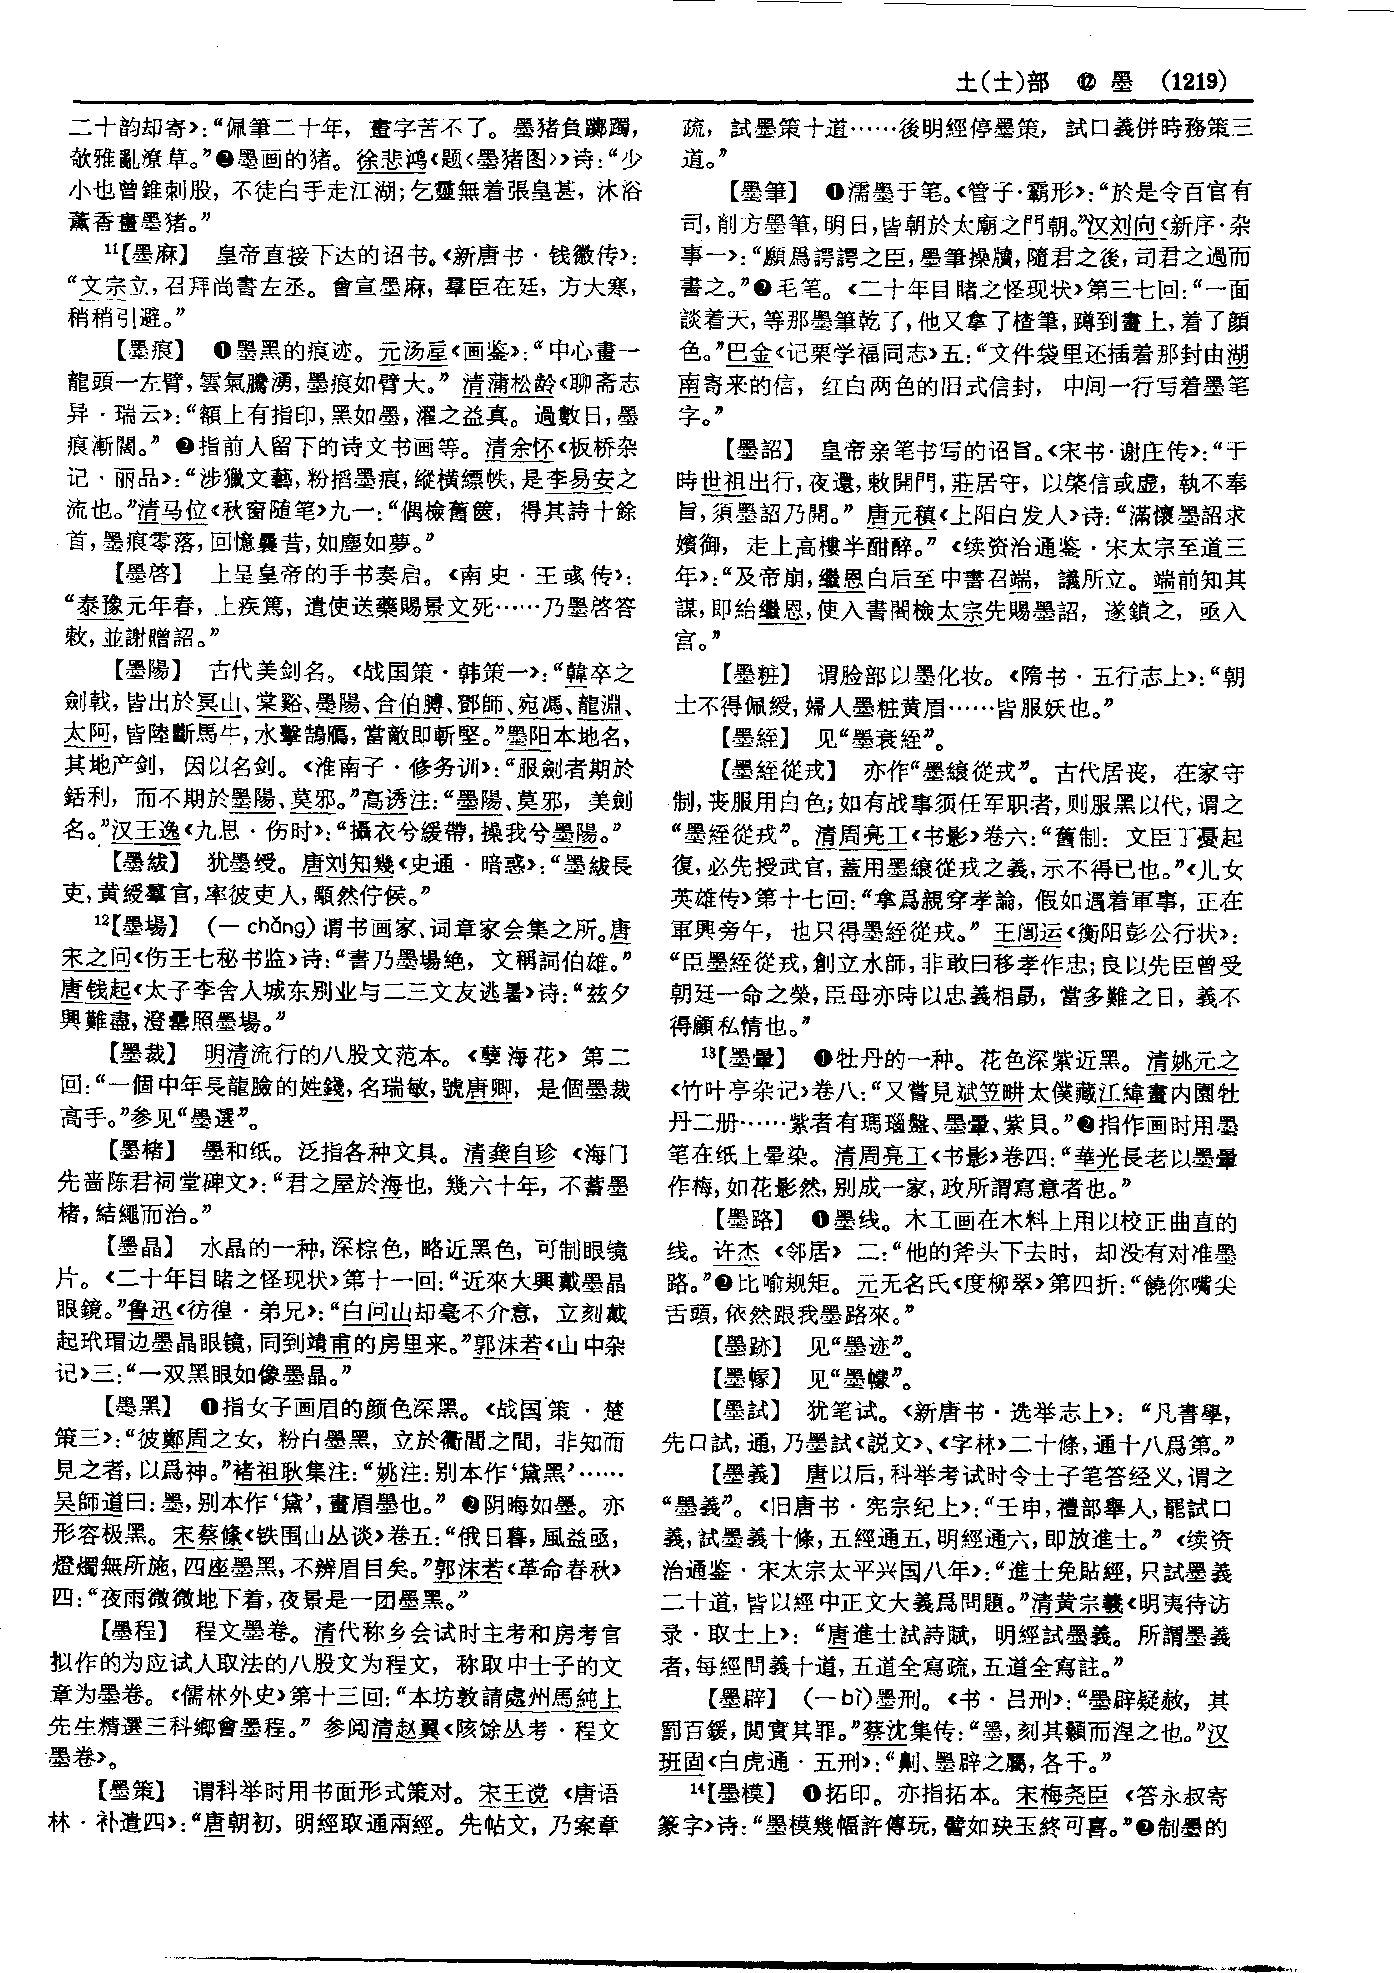 土(士)部 ⑫ 墨 (1219)
二十韵却寄》:“佩筆二十年, 畫字苦不了。墨猪負躑躅,
欹雅亂潦草。”❷墨画的猪。徐悲鸿《题〈墨猪图〉》诗:“少
小也曾錐刺股, 不徒白手走江湖;乞靈無着張皇甚, 沐浴
薰香畫墨猪。”
11【墨麻】 皇帝直接下达的诏书。《新唐书·钱徽传》:
“文宗立,召拜尚書左丞。會宣墨麻,羣臣在廷,方大寒,
稍稍引避。”
【墨痕】 ❶墨黑的痕迹。元汤垕《画鉴》:“中心畫一
龍頭一左臂,雲氣騰湧,墨痕如臂大。”清蒲松龄《聊斋志
异·瑞云》:“額上有指印,黑如墨,濯之益真。過數日,墨
痕漸闊。”❷指前人留下的诗文书画等。清余怀《板桥杂
记·丽品》:“涉獵文藝,粉掐墨痕,縱橫縹帙,是李易安之
流也。”清马位《秋窗随笔》九一:“偶檢舊篋, 得其詩十餘
首,墨痕零落,回憶曩昔,如塵如夢。”
【墨啓】 上呈皇帝的手书奏启。《南史·王彧传》:
“泰豫元年春,上疾篤,遣使送藥賜景文死……乃墨啓答
敕,並謝贈詔。”
【墨陽】 古代美剑名。《战国策·韩策一》:“韓卒之
劍戟,皆出於冥山、棠谿、墨陽、合伯膊、鄧師、宛馮、龍淵、
太阿,皆陸斷馬牛,水擊鵠鴈,當敵即斬堅。”墨阳本地名,
其地产剑, 因以名剑。《淮南子·修务训》:“服劍者期於
銛利, 而不期於墨陽、莫邪。”高诱注:“墨陽、莫邪, 美劍
名。”汉王逸《九思·伤时》:“攝衣兮緩帶,操我兮墨陽。”
【墨紱】 犹墨绶。唐刘知幾《史通·暗惑》:“墨紱長
吏,黄綬羣官,率彼吏人,顒然佇候。”
12【墨場】 (一 chǎng)谓书画家、词章家会集之所。唐
宋之问《伤王七秘书监》诗:“書乃墨場絶, 文稱詞伯雄。”
唐钱起《太子李舍人城东别业与二三文友逃暑》诗:“兹夕
興難盡,澄罍照墨場。”
【墨裁】 明清流行的八股文范本。《孽海花》第二
回:“一個中年長龍臉的姓錢,名瑞敏,號唐卿, 是個墨裁
高手。”参见“墨選”。
【墨楮】 墨和纸。泛指各种文具。清龚自珍《海门
先啬陈君祠堂碑文》:“君之屋於海也, 幾六十年, 不蓄墨
楮,結繩而治。”
【墨晶】 水晶的一种,深棕色, 略近黑色, 可制眼镜
片。《二十年目睹之怪现状》第十一回:“近來大興戴墨晶
眼鏡。”鲁迅《彷徨·弟兄》:“白问山却毫不介意, 立刻戴
起玳瑁边墨晶眼镜,同到靖甫的房里来。”郭沫若《山中杂
记》三:“一双黑眼如像墨晶。”
【墨黑】 ❶指女子画眉的颜色深黑。《战国策·楚
策三》:“彼鄭周之女, 粉白墨黑, 立於衢閭之間, 非知而
見之者,以爲神。”褚祖耿集注:“姚注:别本作‘黛黑’……
吴師道曰:墨,别本作‘黛’,畫眉墨也。” ❷阴晦如墨。亦
形容极黑。宋蔡絛《铁围山丛谈》卷五:“俄日暮,風益亟,
燈燭無所施,四座墨黑,不辨眉目矣。”郭沫若《革命春秋》
四:“夜雨微微地下着,夜景是一团墨黑。”
【墨程】 程文墨卷。清代称乡会试时主考和房考官
拟作的为应试人取法的八股文为程文, 称取中士子的文
章为墨卷。《儒林外史》第十三回:“本坊敦請處州馬純上
先生精選三科鄉會墨程。” 参阅清赵翼《陔馀丛考·程文
墨卷》。
【墨策】 谓科举时用书面形式策对。宋王谠《唐语
林·补遗四》:“唐朝初, 明經取通兩經。先帖文, 乃案章
疏, 試墨策十道……後明經停墨策, 試口義併時務策三
道。”
【墨筆】 ❶濡墨于笔。《管子·霸形》:“於是令百官有
司,削方墨筆,明日,皆朝於太廟之門朝。”汉刘向《新序·杂
事一》:“願爲諤諤之臣,墨筆操牘,隨君之後,司君之過而
書之。”❷毛笔。《二十年目睹之怪现状》第三七回:“一面
談着天,等那墨筆乾了,他又拿了楂筆,蹲到畫上,着了顔
色。”巴金《记栗学福同志》五:“文件袋里还插着那封由湖
南寄来的信, 红白两色的旧式信封, 中间一行写着墨笔
字。”
【墨詔】 皇帝亲笔书写的诏旨。《宋书·谢庄传》:“于
時世祖出行,夜還,敕開門,莊居守, 以棨信或虚, 執不奉
旨,須墨詔乃開。” 唐元稹《上阳白发人》诗:“滿懷墨詔求
嬪御, 走上高樓半酣醉。”《续资治通鉴·宋太宗至道三
年》:“及帝崩,繼恩白后至中書召端, 議所立。端前知其
謀,即紿繼恩,使入書閣檢太宗先賜墨詔, 遂鎖之, 亟入
宫。”
【墨粧】 谓脸部以墨化妆。《隋书·五行志上》:“朝
士不得佩綬,婦人墨粧黄眉……皆服妖也。”
【墨絰】 见“墨衰絰”。
【墨絰從戎】 亦作“墨縗從戎”。古代居丧, 在家守
制,丧服用白色;如有战事须任军职者,则服黑以代,谓之
“墨絰從戎”。清周亮工《书影》卷六:“舊制: 文臣丁憂起
復,必先授武官,蓋用墨縗從戎之義,示不得已也。”《儿女
英雄传》第十七回:“拿爲親穿孝論, 假如遇着軍事, 正在
軍興旁午, 也只得墨絰從戎。” 王闿运《衡阳彭公行状》:
“臣墨絰從戎,創立水師,非敢曰移孝作忠;良以先臣曾受
朝廷一命之榮,臣母亦時以忠義相勗, 當多難之日, 義不
得顧私情也。”
13【墨暈】 ❶牡丹的一种。花色深紫近黑。清姚元之
《竹叶亭杂记》卷八:“又嘗見斌笠畊太僕藏江緯畫内園牡
丹二册……紫者有瑪瑙盤、墨暈、紫貝。”❷指作画时用墨
笔在纸上晕染。清周亮工《书影》卷四:“華光長老以墨暈
作梅,如花影然,别成一家,政所謂寫意者也。”
【墨路】 ❶墨线。木工画在木料上用以校正曲直的
线。许杰《邻居》二:“他的斧头下去时, 却没有对准墨
路。”❷比喻规矩。元无名氏《度柳翠》第四折:“饒你嘴尖
舌頭,依然跟我墨路來。”
【墨跡】 见“墨迹”。
【墨幏】 见“墨幪”。
【墨試】 犹笔试。《新唐书·选举志上》: “凡書學,
先口試,通,乃墨試《説文》、《字林》二十條,通十八爲第。”
【墨義】 唐以后,科举考试时令士子笔答经义,谓之
“墨義”。《旧唐书·宪宗纪上》:“壬申,禮部舉人,罷試口
義,試墨義十條,五經通五,明經通六,即放進士。”《续资
治通鉴·宋太宗太平兴国八年》:“進士免貼經,只試墨義
二十道,皆以經中正文大義爲問題。”清黄宗羲《明夷待访
录·取士上》: “唐進士試詩賦, 明經試墨義。所謂墨義
者,每經問義十道,五道全寫疏,五道全寫註。”
【墨辟】 (一bì)墨刑。《书·吕刑》:“墨辟疑赦, 其
罰百鍰,閲實其罪。”蔡沈集传:“墨,刻其顙而涅之也。”汉
班固《白虎通·五刑》:“劓、墨辟之屬,各千。”
14【墨模】 ❶拓印。亦指拓本。宋梅尧臣《答永叔寄
篆字》诗:“墨模幾幅許傳玩,譬如玦玉終可喜。”❷制墨的